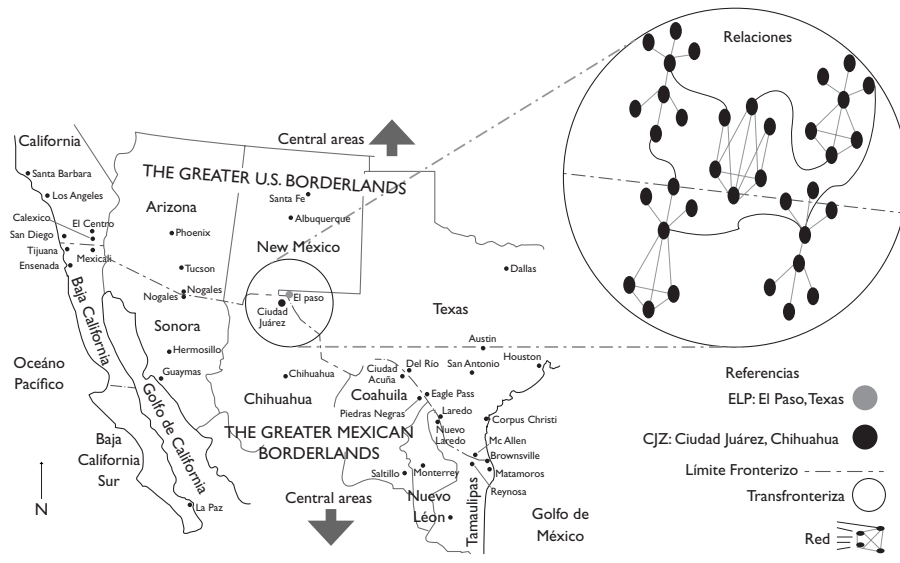 Relaciones
Central areas
California
THE GREATER U.S. BORDERLANDS
Santa Barbara
Santa Fe
Los Angeles
Arizona
Albuquerque
Calexico
El Centro
San Diego
Phoenix
New México
Tijuana
Mexicali
Ensenada
Tucson
Dallas
Baja California
Nogales
Nogales
El paso
Ciudad
Juárez
Texas
Sonora
Austin
Hermosillo
Houston
Oceáno
Pacífico
Guaymas
Chihuahua
Ciudad
Acuña
Del Río
San Antonio
Golfo de California
Chihuahua
Coahuila
Eagle Pass
Piedras Negras
Laredo
Corpus Christi
Nuevo
Laredo
THE GREATER MEXICAN
BORDERLANDS
Mc Allen
Brownsville
Baja
California
Sur
Saltillo
Monterrey
Matamoros
Reynosa
Central areas
Nuevo
León
Tamaulipas
La Paz
Golfo de
México
N
Referencias
ELP: El Paso, Texas
CJZ: Ciudad Juárez, Chihuahua
Límite Fronterizo
Transfronteriza
Red